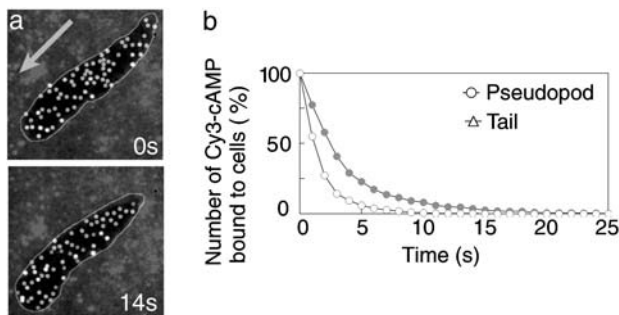 a
0s
14s
b
Number of Cy3-cAMP
bound to cells ( %)
100
50
0
0
5
10
15
20
25
Time (s)
Pseudopod
Tail